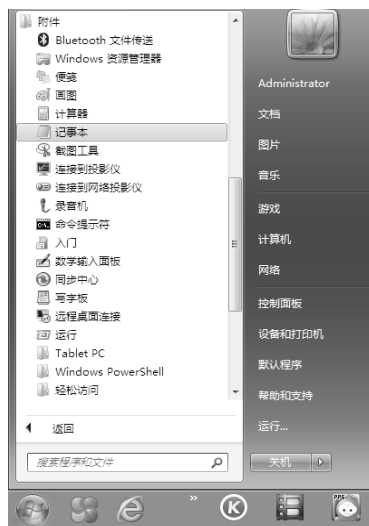 附件
Bluetooth 文件传送
Windows 资源管理器
便笺
画图
计算器
记事本
截图工具
连接到投影仪
连接到网络投影仪
录音机
命令提示符
入门
数学输入面板
同步中心
写字板
远程桌面连接
运行
Tablet PC
Windows PowerShell
轻松访问
返回
搜索程序和文件
Administrator
文档
图片
音乐
游戏
计算机
网络
控制面板
设备和打印机
默认程序
帮助和支持
运行...
关机
»
K
PPS